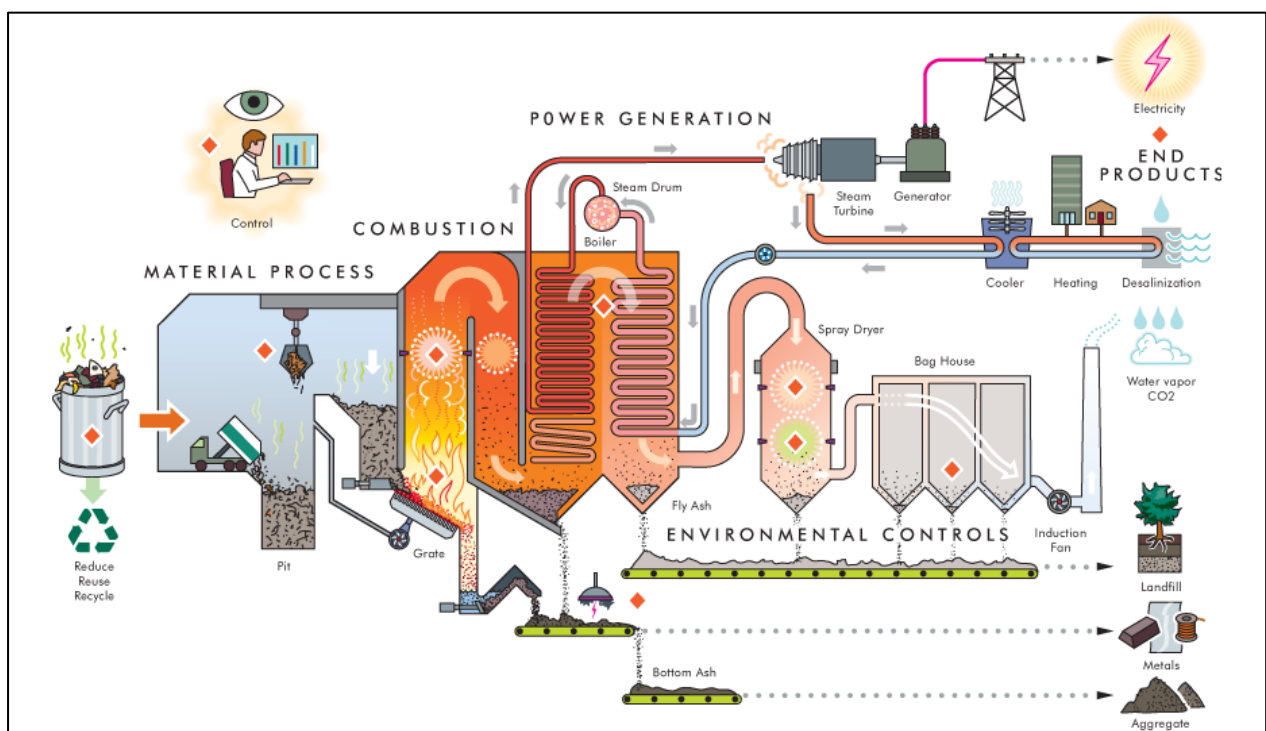 P0WER GENERATION
Electricity
END
PRODUCTS
Control
Steam Drum
Boiler
Steam
Turbine
Generator
COMBUSTION
MATERIAL PROCESS
Cooler
Heating
Desalinization
Spray Dryer
Bag House
Water vapor
CO2
Reduce
Reuse
Recycle
Pit
Grate
Fly Ash
ENVIRONMENTAL CONTROLS
Induction
Fan
Landfill
Metals
Bottom Ash
Aggregate